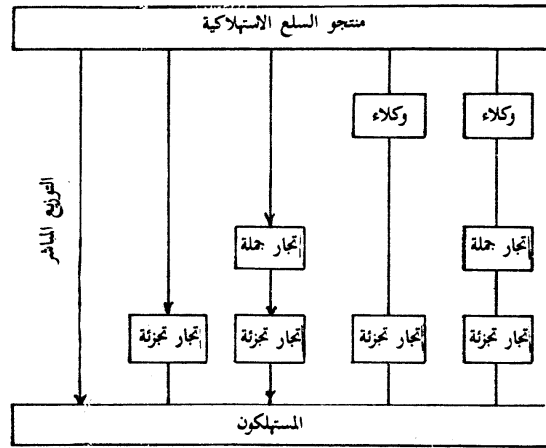 منتجو السلع الاستهلاكية
وكلاء
وكلاء
تجار جملة
تجار جملة
تجار تجزئة
تجار تجزئة
تجار تجزئة
تجار تجزئة
التوزيع المباشر
المستهلكون